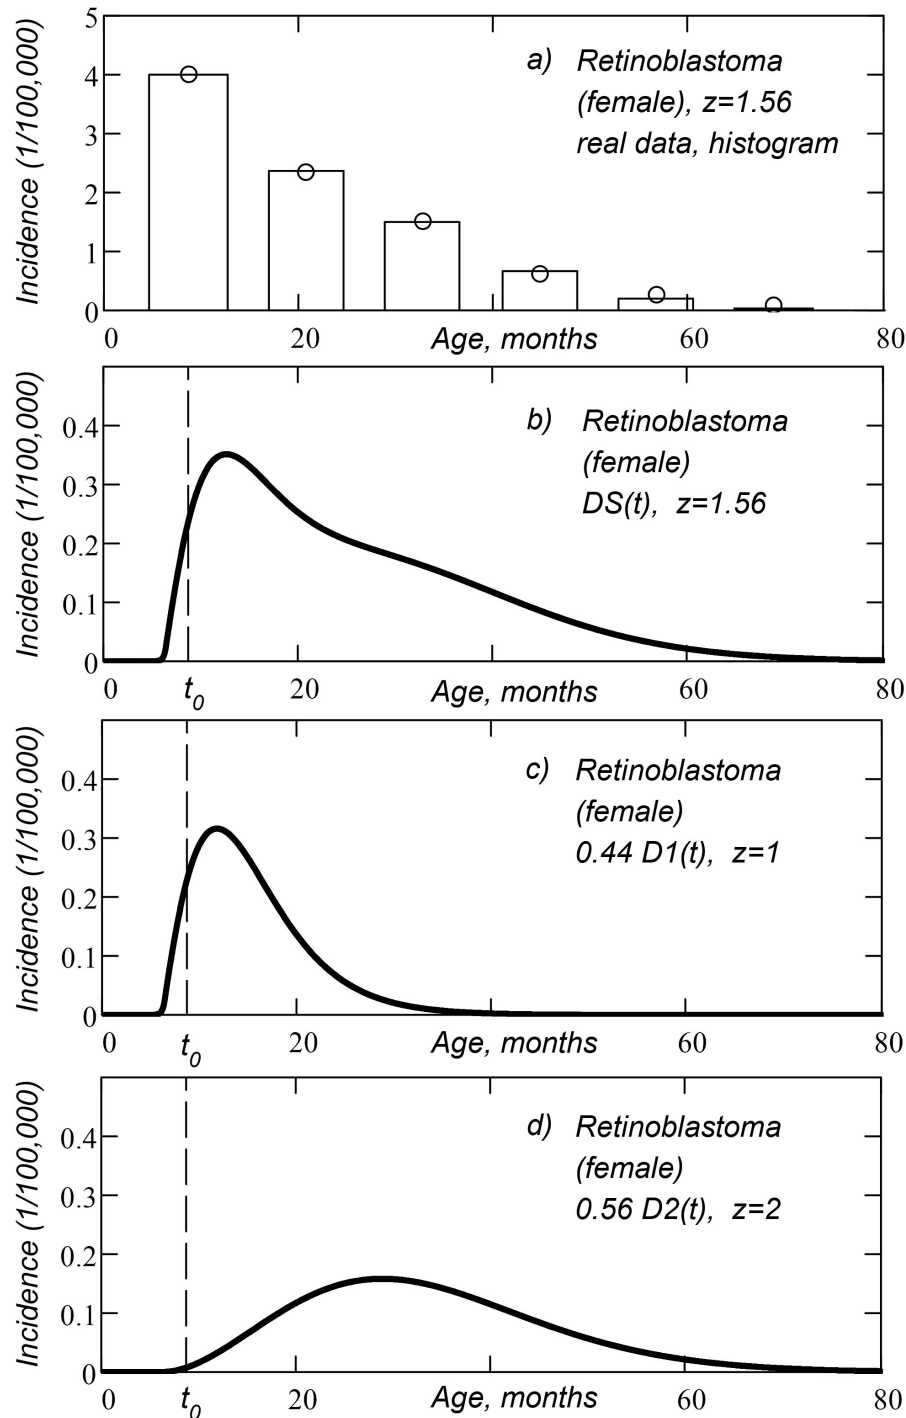 Incidence (1/100,000)
5
4
3
2
1
0
a) Retinoblastoma
(female), z=1.56
real data, histogram
0 20 Age, months 60 80
Incidence (1/100,000)
0.4
0.3
0.2
0.1
0
b) Retinoblastoma
(female)
DS(t), z=1.56
0 t0 20 Age, months 60 80
Incidence (1/100,000)
0.4
0.3
0.2
0.1
0
c) Retinoblastoma
(female)
0.44 D1(t), z=1
0 t0 20 Age, months 60 80
Incidence (1/100,000)
0.4
0.3
0.2
0.1
0
d) Retinoblastoma
(female)
0.56 D2(t), z=2
0 t0 20 Age, months 60 80